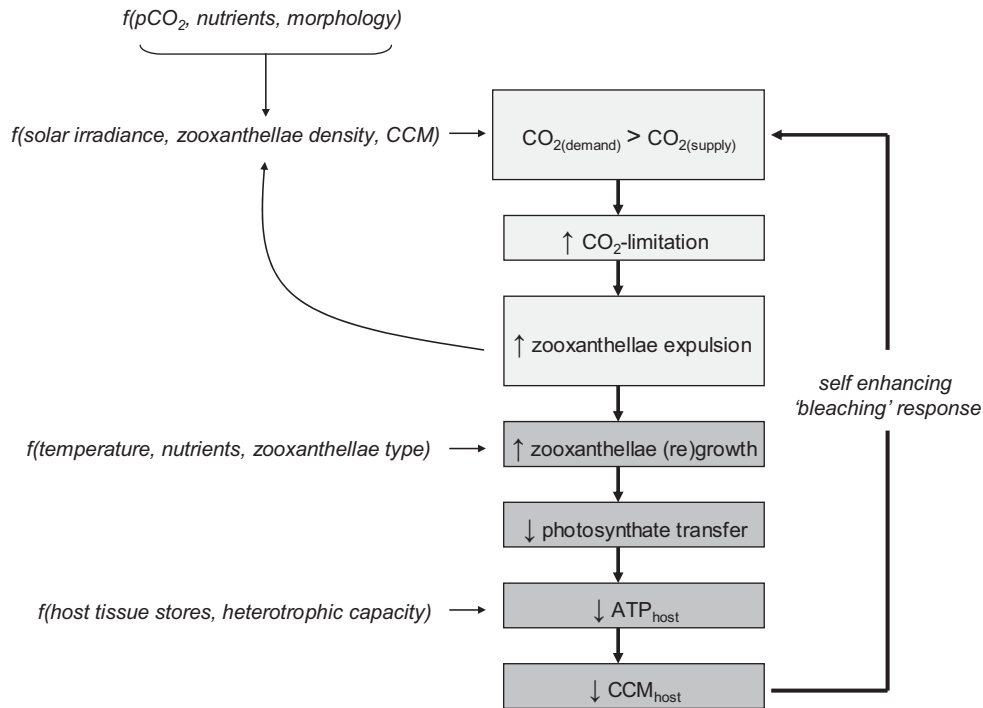 f(pCO₂, nutrients, morphology)
f(solar irradiance, zooxanthellae density, CCM)
CO₂(demand) > CO₂(supply)
↑ CO₂-limitation
↑ zooxanthellae expulsion
self enhancing
‘bleaching’ response
f(temperature, nutrients, zooxanthellae type)
↑ zooxanthellae (re)growth
↓ photosynthate transfer
f(host tissue stores, heterotrophic capacity)
↓ ATPhost
↓ CCMhost